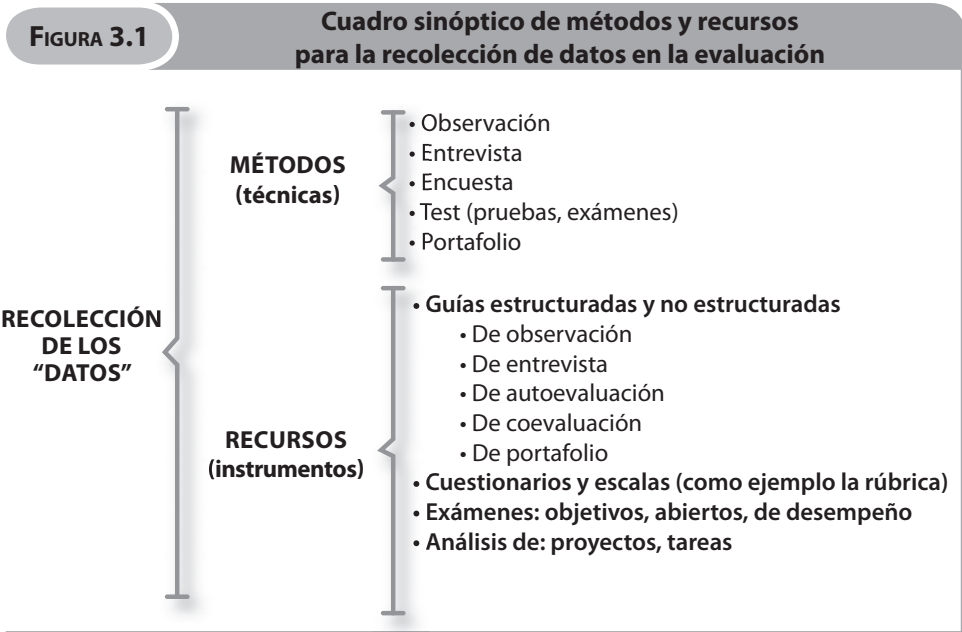 FIGURA 3.1
Cuadro sinóptico de métodos y recursos
para la recolección de datos en la evaluación
RECOLECCIÓN
DE LOS
“DATOS”
MÉTODOS
(técnicas)
• Observación
• Entrevista
• Encuesta
• Test (pruebas, exámenes)
• Portafolio
RECURSOS
(instrumentos)
• Guías estructuradas y no estructuradas
• De observación
• De entrevista
• De autoevaluación
• De coevaluación
• De portafolio
• Cuestionarios y escalas (como ejemplo la rúbrica)
• Exámenes: objetivos, abiertos, de desempeño
• Análisis de: proyectos, tareas